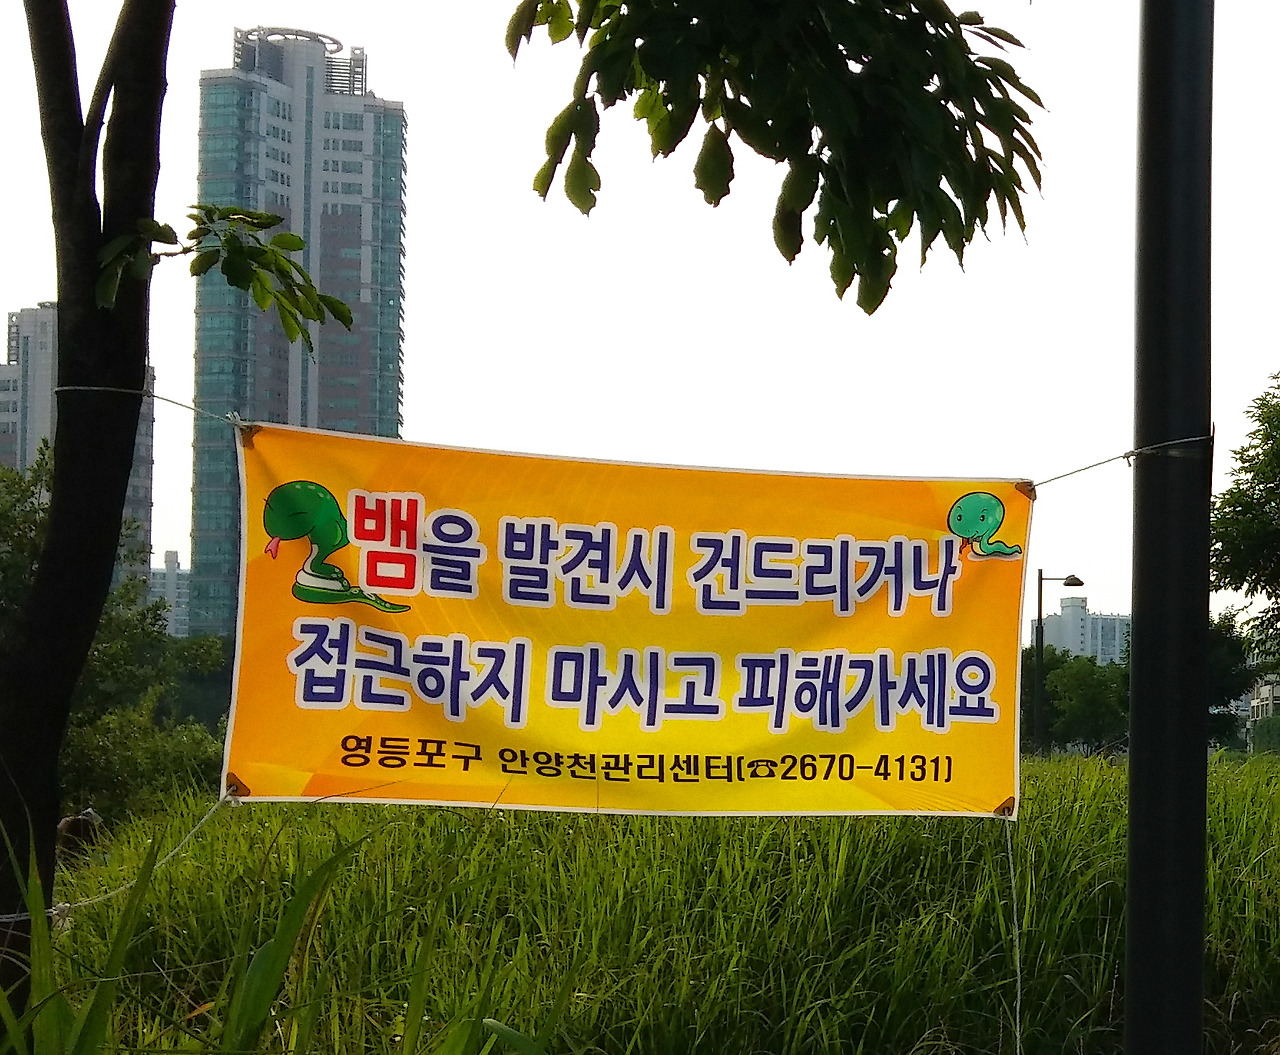 뱀을 발견시 건드리거나
접근하지 마시고 피해가세요
영등포구 안양천관리센터(☎2670-4131)